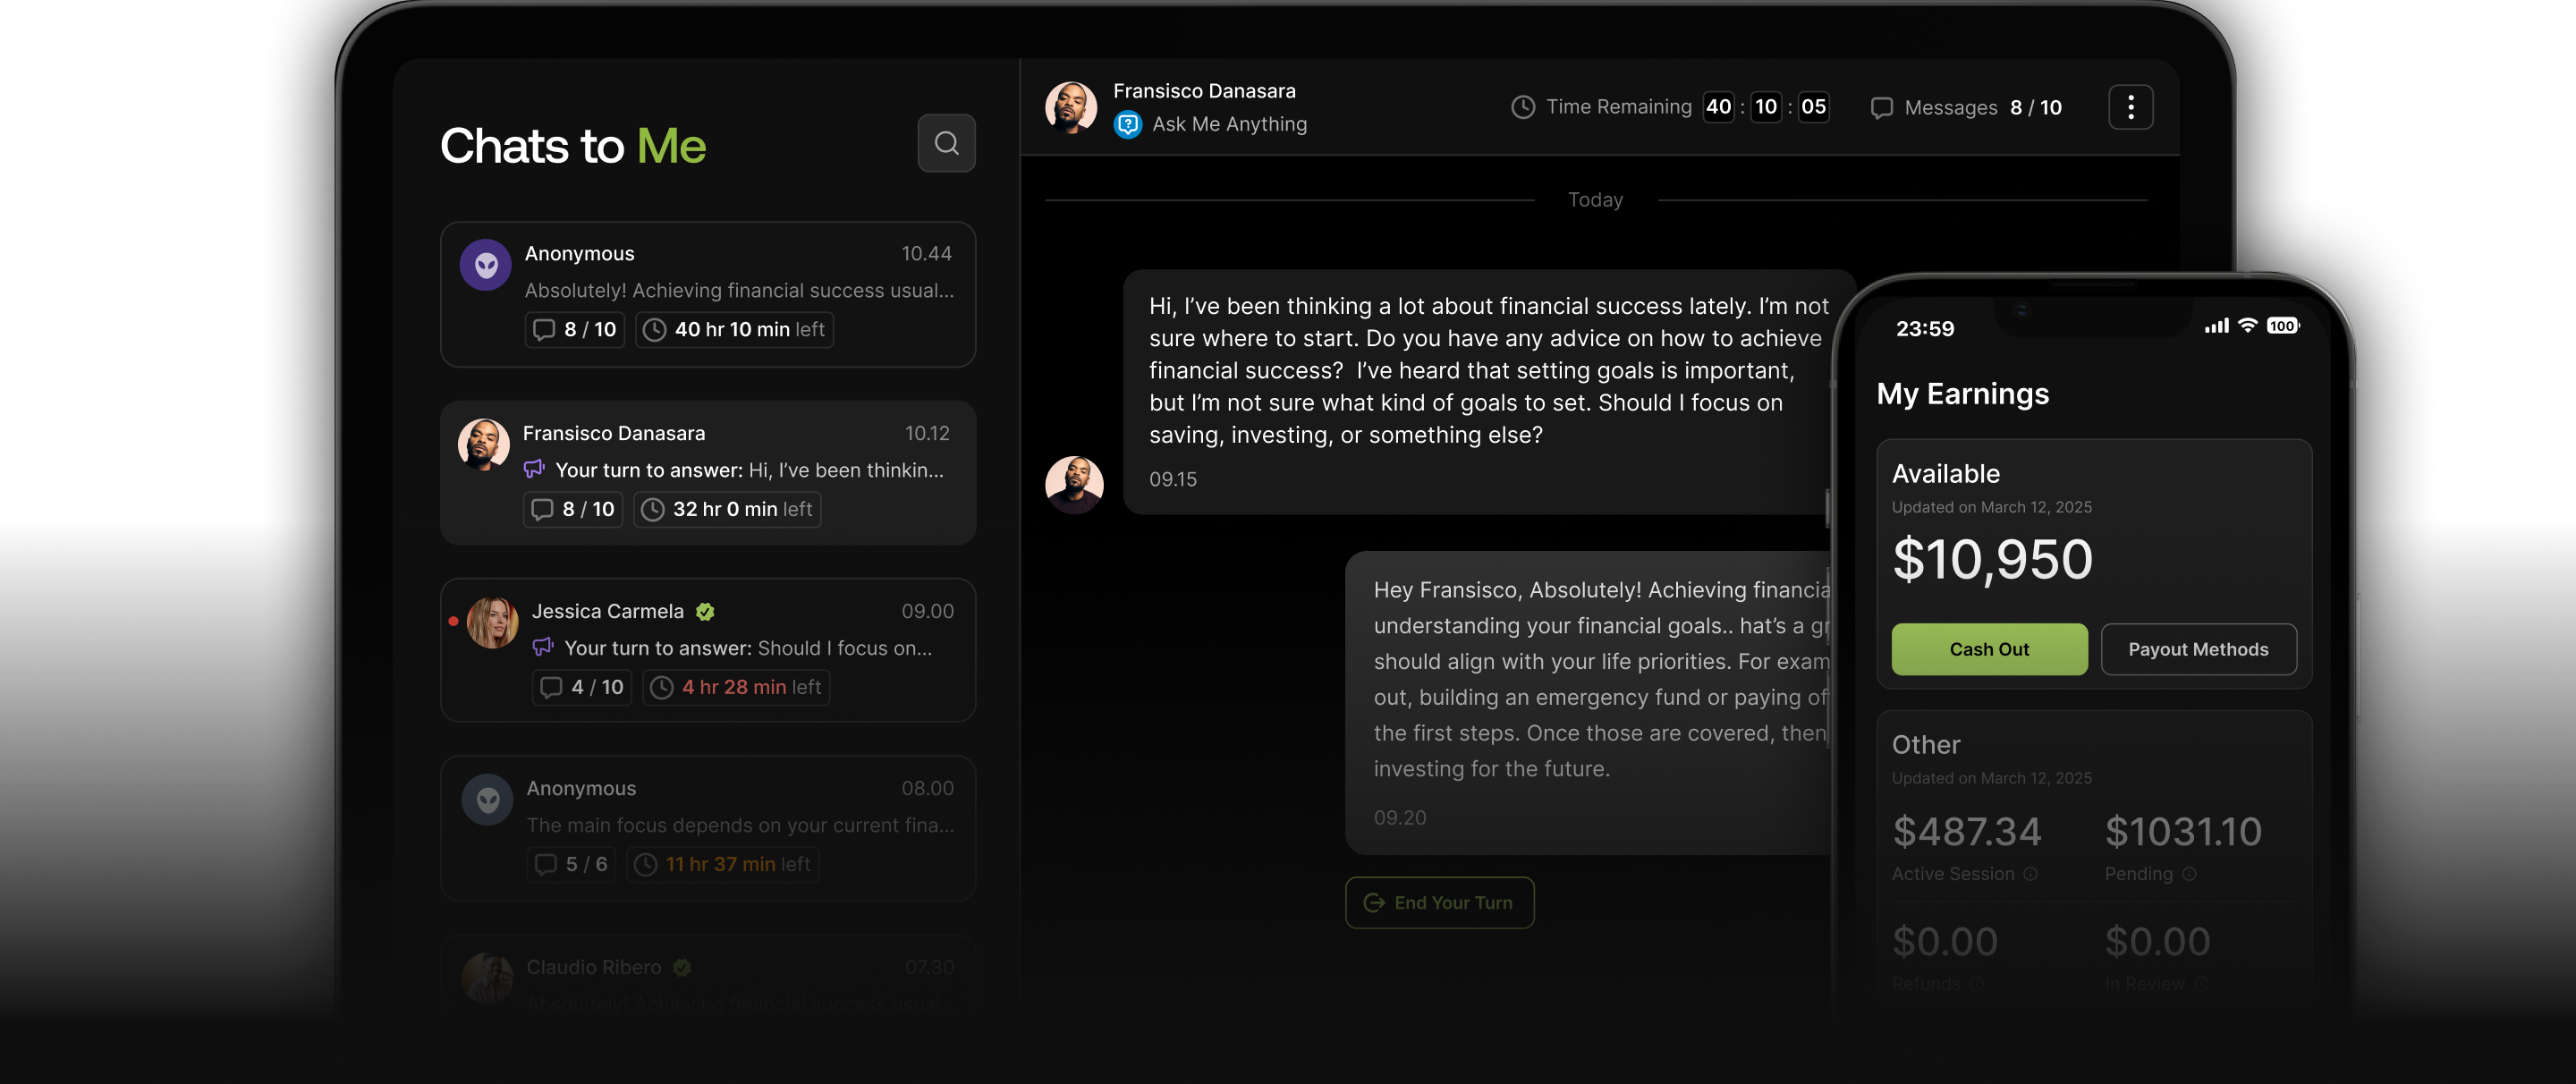 Chats to Me
Anonymous
10.44
Absolutely! Achieving financial success usual...
8 / 10
40 hr 10 min left
Fransisco Danasara
10.12
Your turn to answer: Hi, I've been thinkin...
8 / 10
32 hr 0 min left
Jessica Carmela
09.00
Your turn to answer: Should I focus on...
4 / 10
4 hr 28 min left
Anonymous
08.00
The main focus depends on your current fina...
5 / 6
11 hr 37 min left
Claudio Ribero
07.30
Absolutely! Achieving financial success usual
Fransisco Danasara
Ask Me Anything
Time Remaining 40 : 10 : 05
Messages 8 / 10
Today
Hi, I've been thinking a lot about financial success lately. I'm not
sure where to start. Do you have any advice on how to achieve
financial success?  I've heard that setting goals is important,
but I'm not sure what kind of goals to set. Should I focus on
saving, investing, or something else?
09.15
Hey Fransisco, Absolutely! Achieving financia
understanding your financial goals.. hat's a gr
should align with your life priorities. For exam
out, building an emergency fund or paying of
the first steps. Once those are covered, then
investing for the future.
09.20
End Your Turn
23:59
100
My Earnings
Available
Updated on March 12, 2025
$10,950
Cash Out
Payout Methods
Other
Updated on March 12, 2025
$487.34
$1031.10
Active Session
Pending
$0.00
$0.00
Refunds
In Review